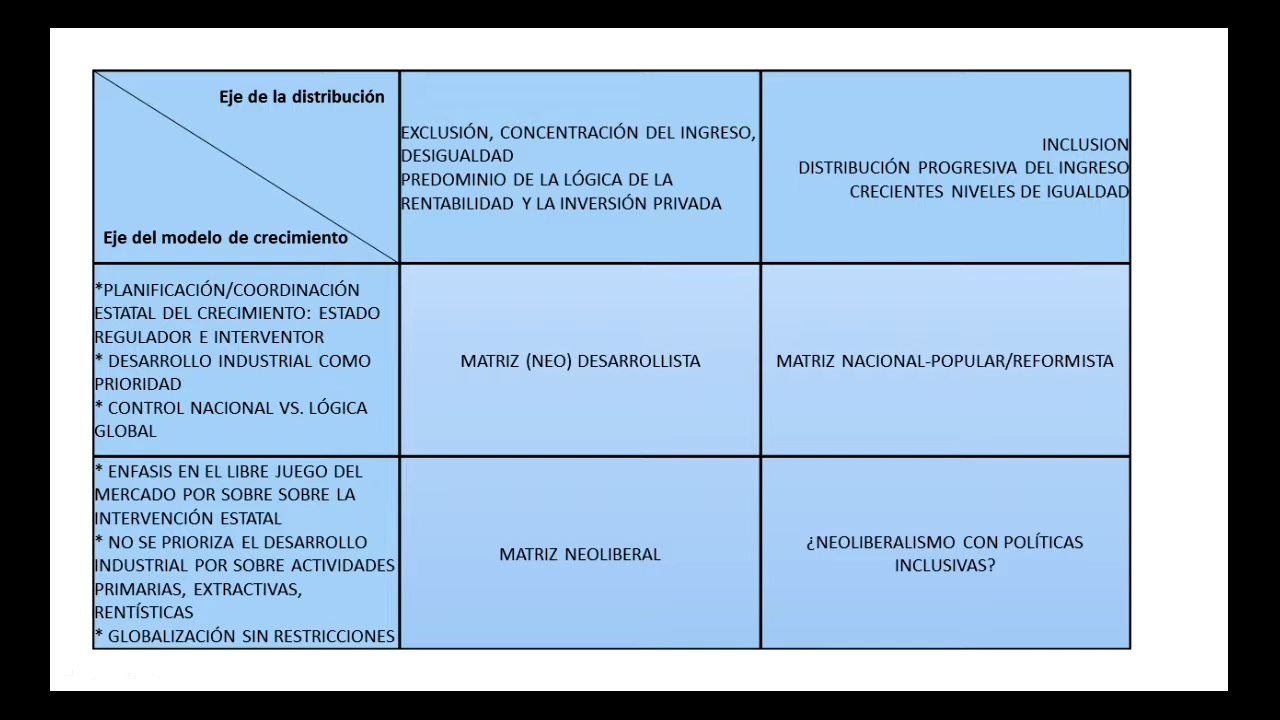 Eje de la distribución
Eje del modelo de crecimiento
EXCLUSIÓN, CONCENTRACIÓN DEL INGRESO,
DESIGUALDAD
PREDOMINIO DE LA LÓGICA DE LA
RENTABILIDAD Y LA INVERSIÓN PRIVADA
INCLUSION
DISTRIBUCIÓN PROGRESIVA DEL INGRESO
CRECIENTES NIVELES DE IGUALDAD
*PLANIFICACIÓN/COORDINACIÓN
ESTATAL DEL CRECIMIENTO: ESTADO
REGULADOR E INTERVENTOR
* DESARROLLO INDUSTRIAL COMO
PRIORIDAD
* CONTROL NACIONAL VS. LÓGICA
GLOBAL
MATRIZ (NEO) DESARROLLISTA
MATRIZ NACIONAL-POPULAR/REFORMISTA
* ENFASIS EN EL LIBRE JUEGO DEL
MERCADO POR SOBRE SOBRE LA
INTERVENCIÓN ESTATAL
* NO SE PRIORIZA EL DESARROLLO
INDUSTRIAL POR SOBRE ACTIVIDADES
PRIMARIAS, EXTRACTIVAS,
RENTÍSTICAS
* GLOBALIZACIÓN SIN RESTRICCIONES
MATRIZ NEOLIBERAL
¿NEOLIBERALISMO CON POLÍTICAS
INCLUSIVAS?